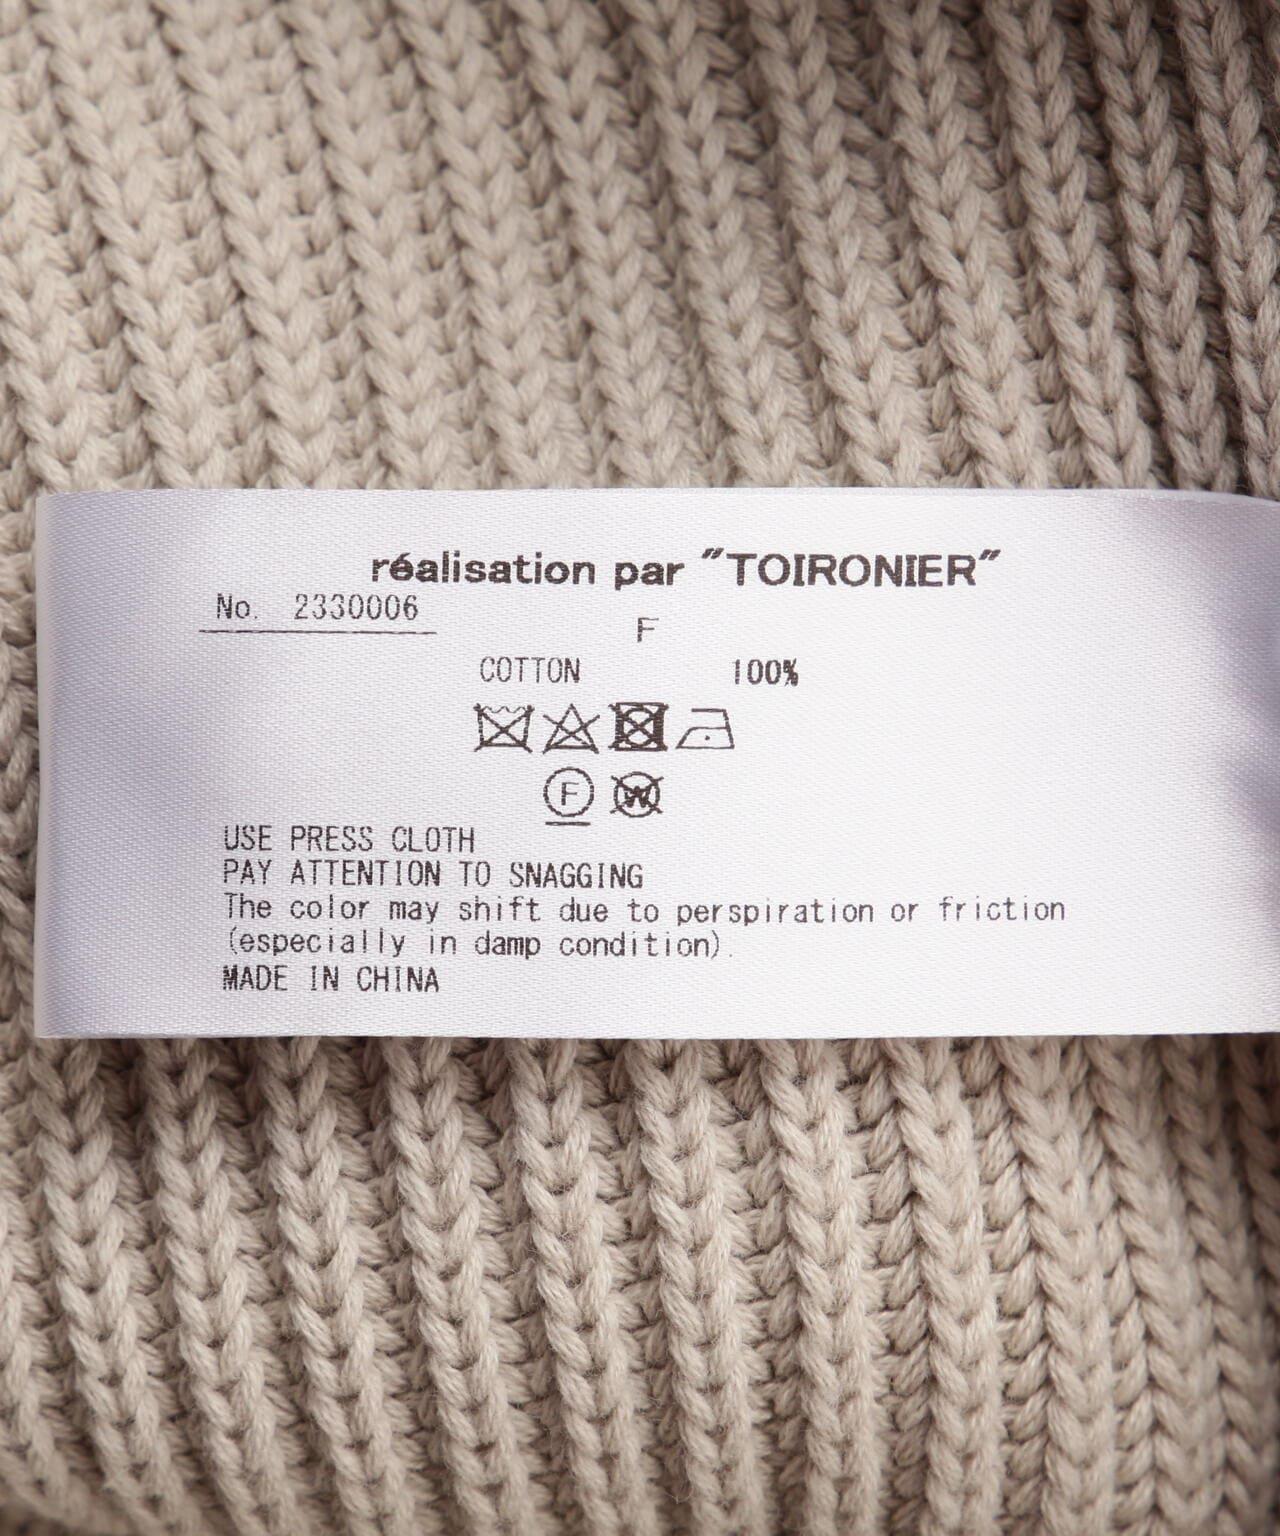 réalisation par "TOIRONIER"
No. 2330006
F
COTTON 100%
F W
USE PRESS CLOTH
PAY ATTENTION TO SNAGGING
The color may shift due to perspiration or friction
(especially in damp condition).
MADE IN CHINA